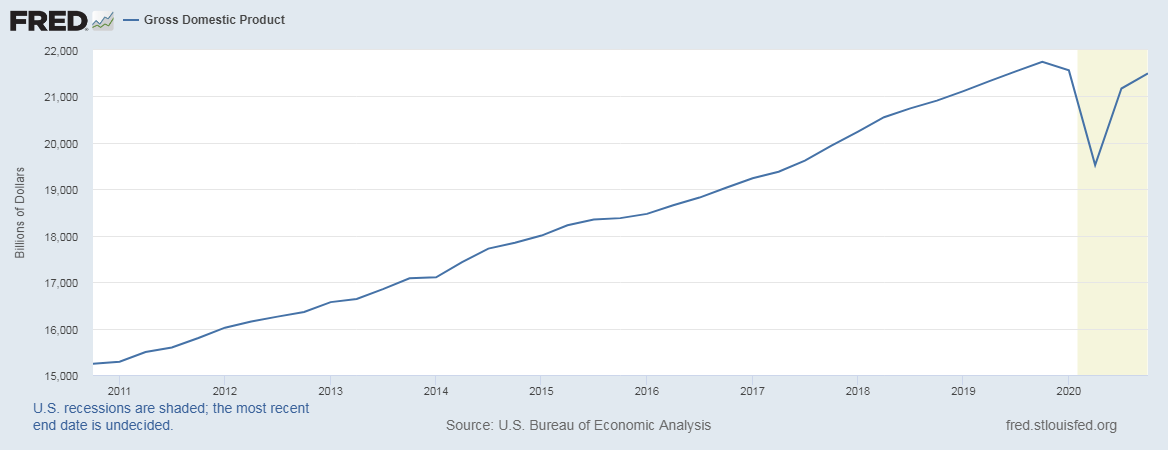 FRED® — Gross Domestic Product
22,000
21,000
20,000
19,000
18,000
17,000
16,000
15,000
Billions of Dollars
2011 2012 2013 2014 2015 2016 2017 2018 2019 2020
U.S. recessions are shaded; the most recent
end date is undecided.
Source: U.S. Bureau of Economic Analysis
fred.stlouisfed.org